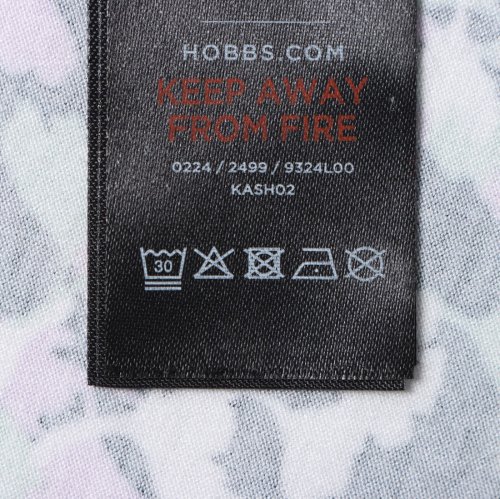 HOBBS.COM
KEEP AWAY
FROM FIRE
0224 / 2499 / 9324L00
KASH02
30